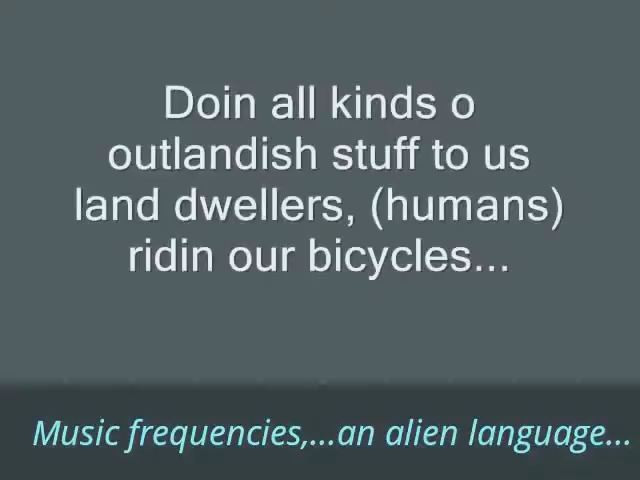 Doin all kinds o
outlandish stuff to us
land dwellers, (humans)
ridin our bicycles...
Music frequencies,...an alien language...